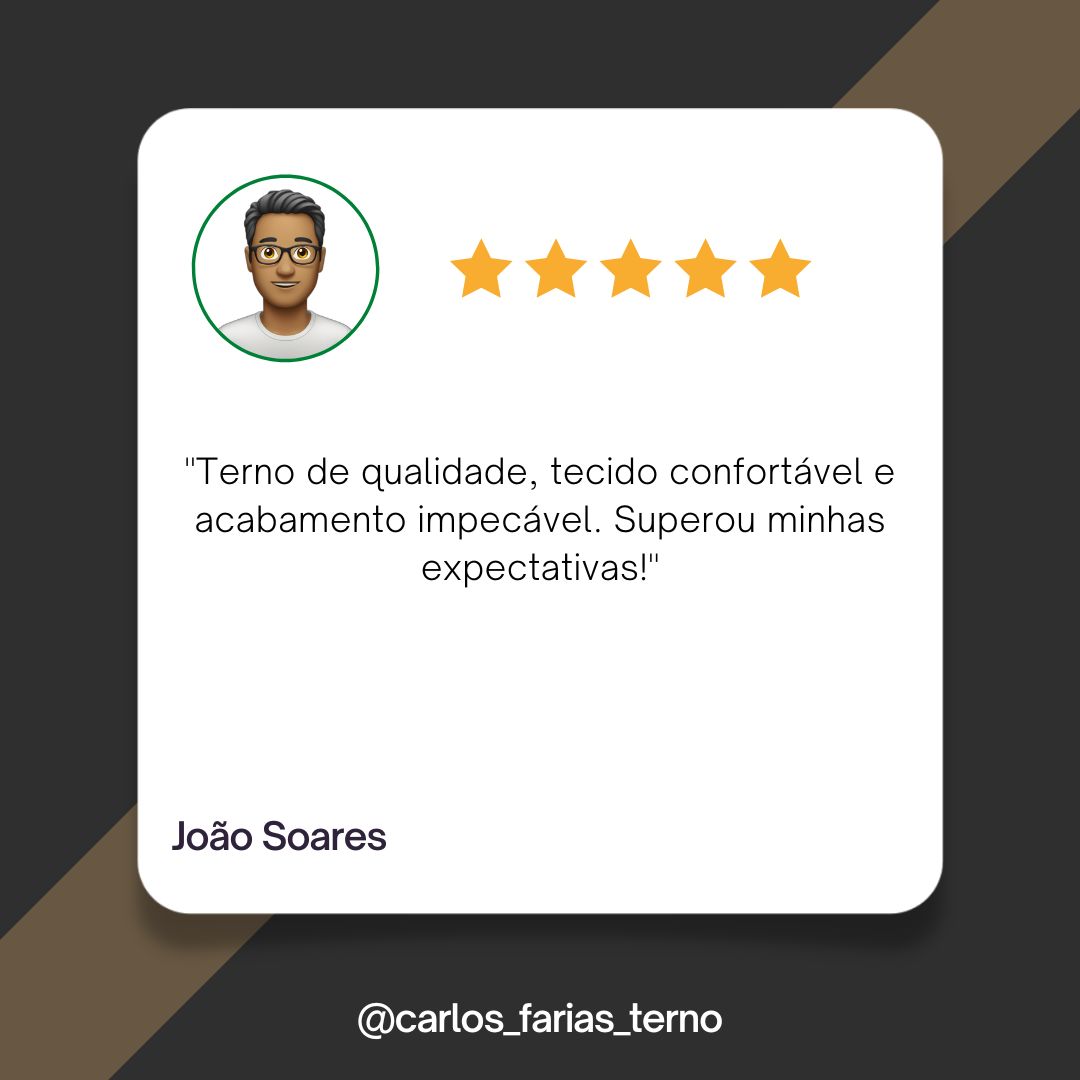 "Terno de qualidade, tecido confortável e
acabamento impecável. Superou minhas
expectativas!"
João Soares
@carlos_farias_terno